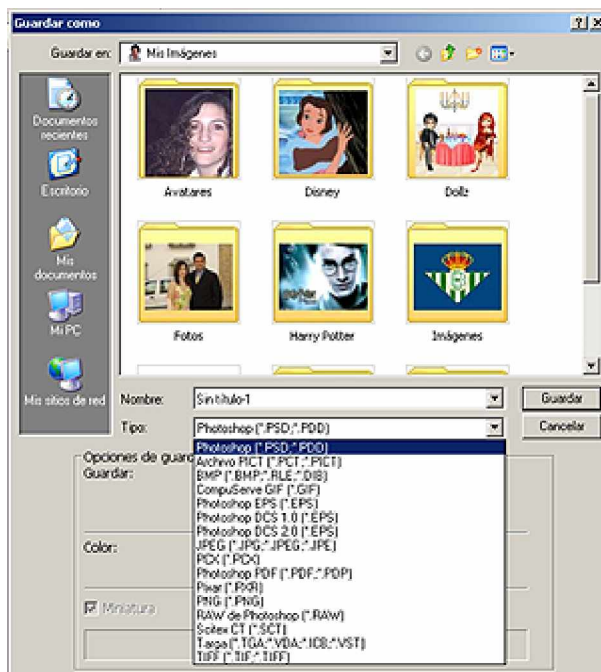 Guardar como
Guardar en: Mis Imágenes
Documentos
recientes
Escritorio
Mis
documentos
Mi PC
Mis sitios de red
Avatares Disney Dollz
Fotos Harry Potter Imágenes
Nombre: Sin título-1 Guardar
Tipo: Photoshop (*.PSD;*.PDD) Cancelar
Opciones de guar
Guardar:
Color:
Miniatura
Photoshop (*.PSD;*.PDD)
Archivo PICT (*.PCT;*.PICT)
BMP (*.BMP;*.RLE;*.DIB)
CompuServe GIF (*.GIF)
Photoshop EPS (*.EPS)
Photoshop DCS 1.0 (*.EPS)
Photoshop DCS 2.0 (*.EPS)
JPEG (*.JPG;*.JPEG;*.JPE)
PCX (*.PCX)
Photoshop PDF (*.PDF;*.PDP)
Pixar (*.PXR)
PNG (*.PNG)
RAW de Photoshop (*.RAW)
Scitex CT (*.SCT)
Targa (*.TGA;*.VDA;*.ICB;*.VST)
TIFF (*.TIF;*.TIFF)